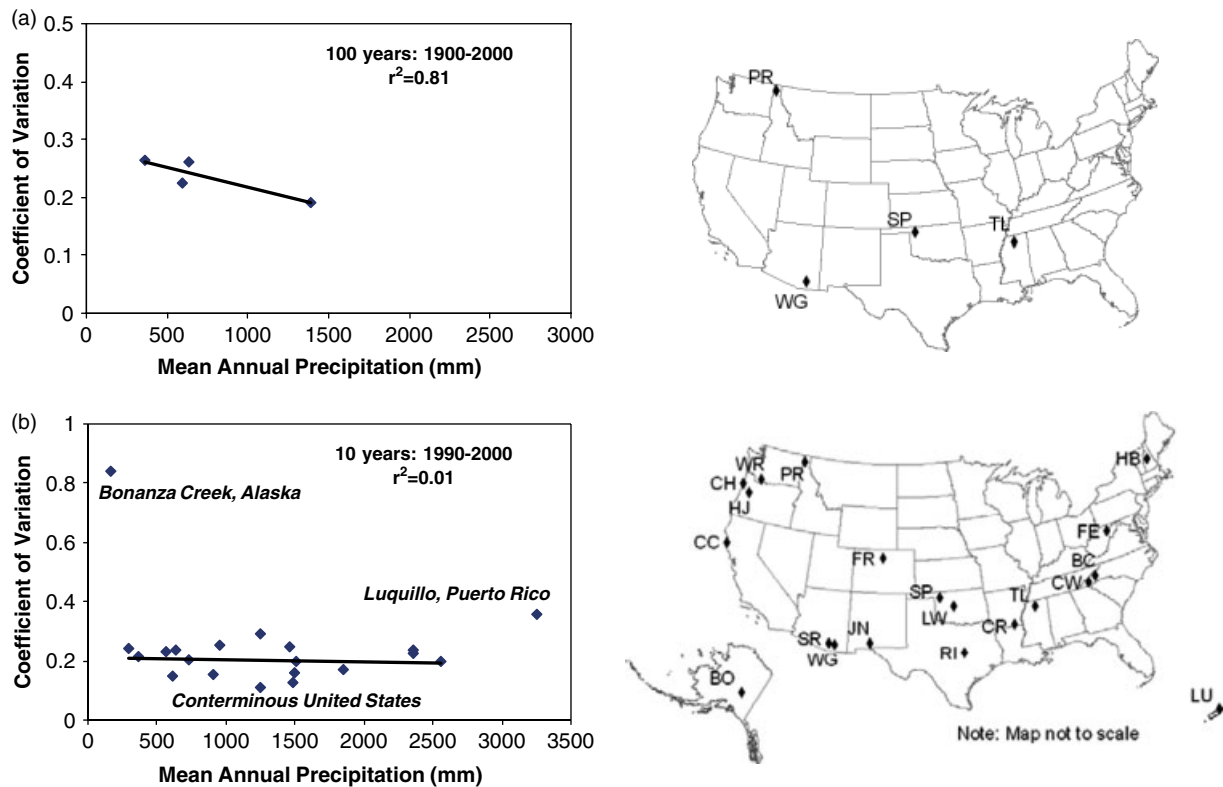 (a)
0.5
0.4
0.3
0.2
0.1
0
Coefficient of Variation
100 years: 1900-2000
r²=0.81
0 500 1000 1500 2000 2500 3000
Mean Annual Precipitation (mm)
PR
SP
TL
WG
(b)
1
0.8
0.6
0.4
0.2
0
Coefficient of Variation
10 years: 1990-2000
r²=0.01
Bonanza Creek, Alaska
Luquillo, Puerto Rico
Conterminous United States
0 500 1000 1500 2000 2500 3000 3500
Mean Annual Precipitation (mm)
WR
PR
HB
CH
HJ
CC
FE
FR
BC
CW
SP
TL
LW
CR
SR
JN
WG
RI
BO
LU
Note: Map not to scale